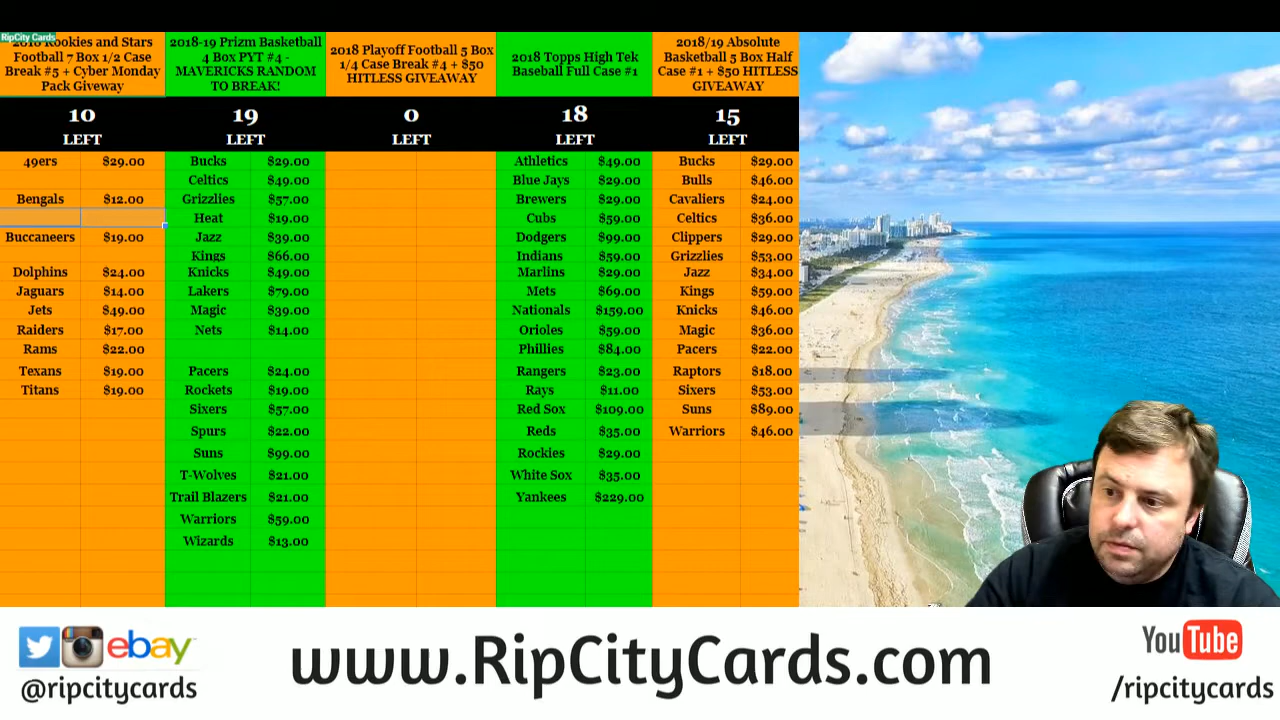 RipCity Cards
2018 Rookies and Stars
Football 7 Box 1/2 Case
Break #5 + Cyber Monday
Pack Giveway
10
LEFT
49ers $29.00
Bengals $12.00
Buccaneers $19.00
Dolphins $24.00
Jaguars $14.00
Jets $49.00
Raiders $17.00
Rams $22.00
Texans $19.00
Titans $19.00
2018-19 Prizm Basketball
4 Box PYT #4 -
MAVERICKS RANDOM
TO BREAK!
19
LEFT
Bucks $29.00
Celtics $49.00
Grizzlies $57.00
Heat $19.00
Jazz $39.00
Kings $66.00
Knicks $49.00
Lakers $79.00
Magic $39.00
Nets $14.00
Pacers $24.00
Rockets $19.00
Sixers $57.00
Spurs $22.00
Suns $99.00
T-Wolves $21.00
Trail Blazers $21.00
Warriors $59.00
Wizards $13.00
2018 Playoff Football 5 Box
1/4 Case Break #4 + $50
HITLESS GIVEAWAY
0
LEFT
2018 Topps High Tek
Baseball Full Case #1
18
LEFT
Athletics $49.00
Blue Jays $29.00
Brewers $29.00
Cubs $59.00
Dodgers $99.00
Indians $59.00
Marlins $29.00
Mets $69.00
Nationals $159.00
Orioles $59.00
Phillies $84.00
Rangers $23.00
Rays $11.00
Red Sox $109.00
Reds $35.00
Rockies $29.00
White Sox $35.00
Yankees $229.00
2018/19 Absolute
Basketball 5 Box Half
Case #1 + $50 HITLESS
GIVEAWAY
15
LEFT
Bucks $29.00
Bulls $46.00
Cavaliers $24.00
Celtics $36.00
Clippers $29.00
Grizzlies $53.00
Jazz $34.00
Kings $59.00
Knicks $46.00
Magic $36.00
Pacers $22.00
Raptors $18.00
Sixers $53.00
Suns $89.00
Warriors $46.00
ebay
@ripcitycards
www.RipCityCards.com
YouTube
/ripcitycards